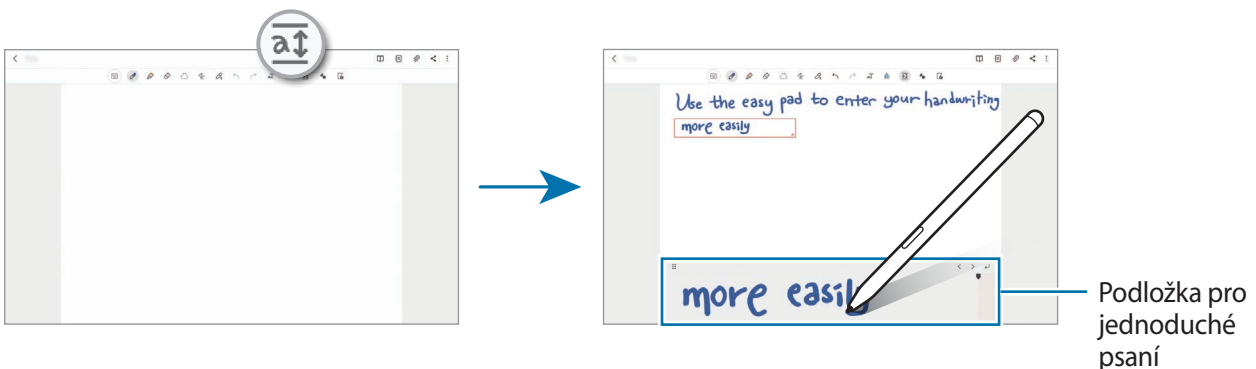 a
Use the easy pad to enter your handwriting
more easily
more easily
Podložka pro
jednoduché
psaní